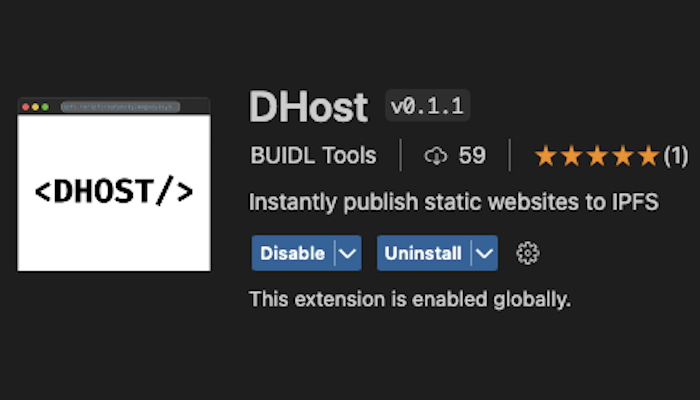 DHost v0.1.1
<DHOST/>
BUIDL Tools 59 (1)
Instantly publish static websites to IPFS
Disable Uninstall
This extension is enabled globally.